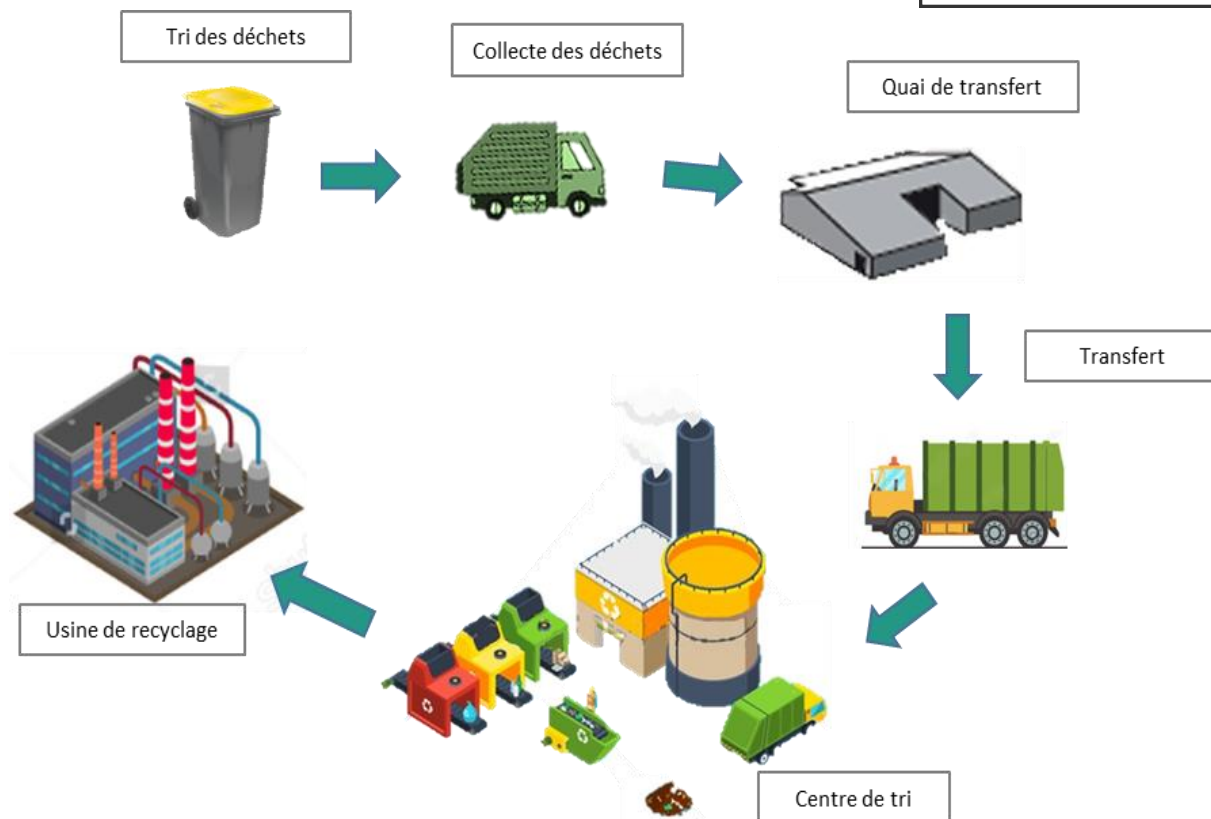 Tri des déchets
Collecte des déchets
Quai de transfert
Transfert
Centre de tri
Usine de recyclage